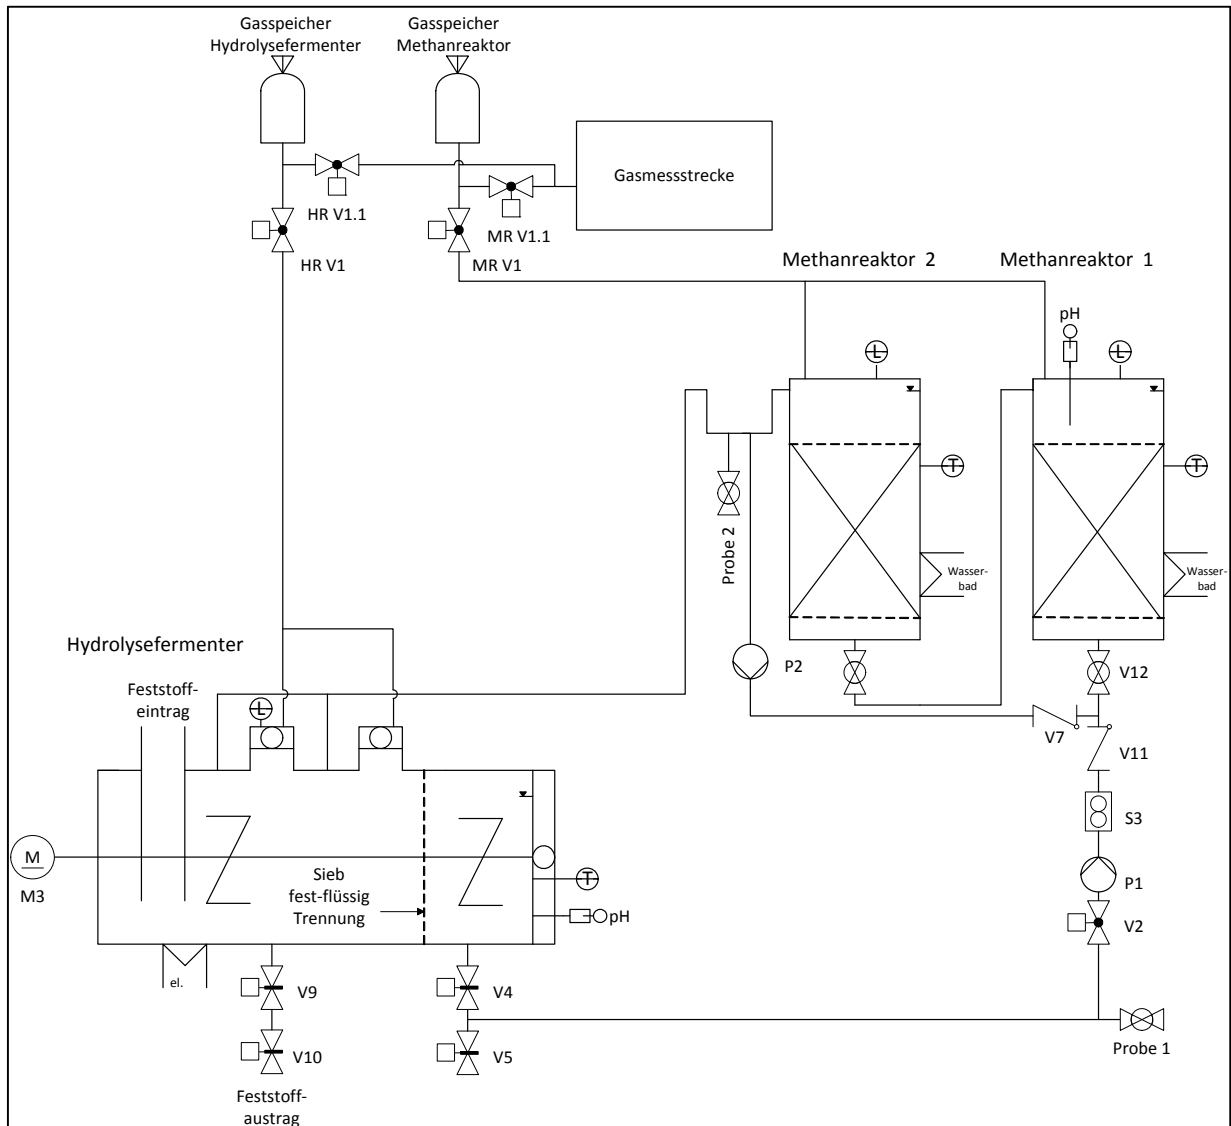 Gasspeicher
Hydrolysefermenter
Gasspeicher
Methanreaktor
Gasmessstrecke
HR V1.1
MR V1.1
HR V1
MR V1
Methanreaktor 2
Methanreaktor 1
pH
L
L
T
T
Probe 2
Wasser-
bad
Wasser-
bad
Hydrolysefermenter
P2
V12
Feststoff-
eintrag
L
V7
V11
S3
M
M3
Sieb
fest-flüssig
Trennung
T
P1
pH
V2
el.
V9
V4
V10
V5
Probe 1
Feststoff-
austrag